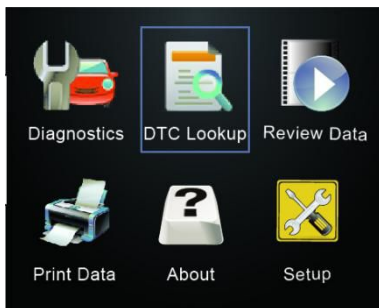 Diagnostics
DTC Lookup
Review Data
?
Print Data
About
Setup